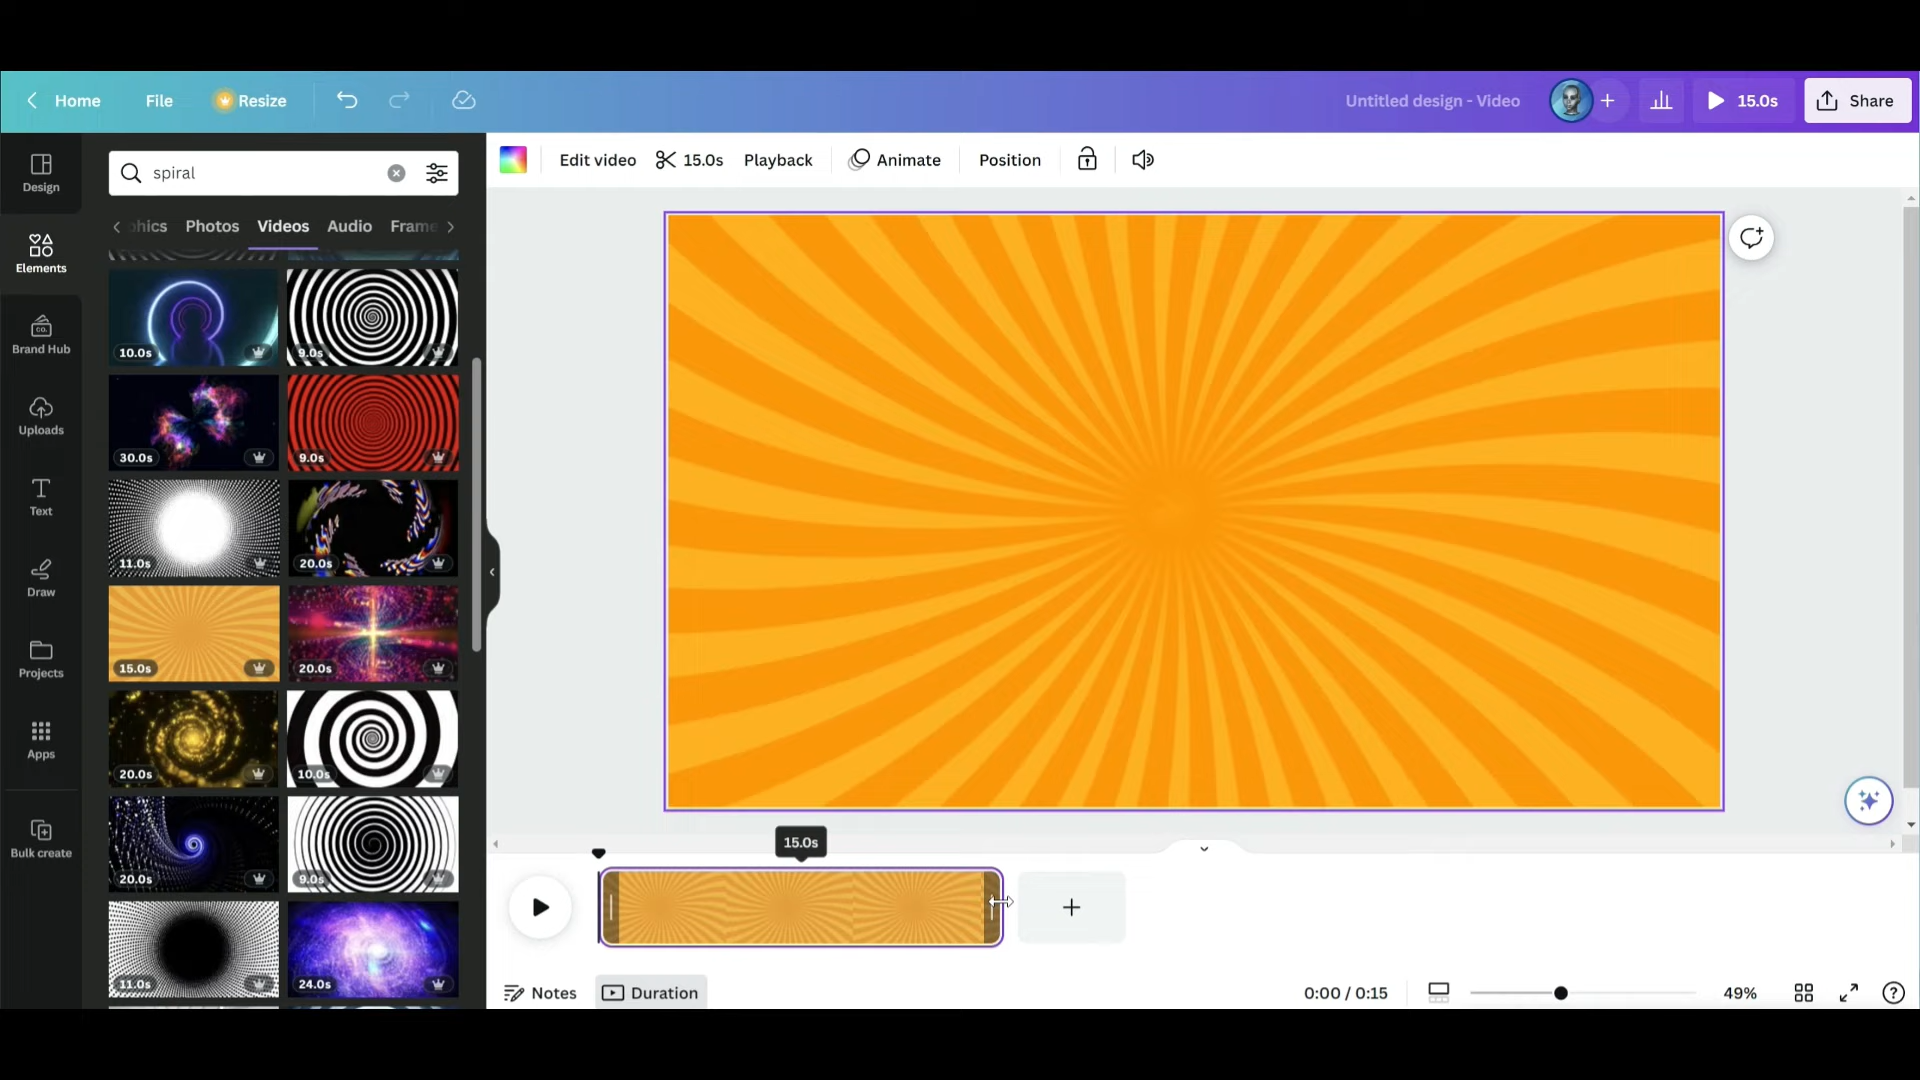 Home File Resize Untitled design - Video 15.0s Share
Design
Elements
Brand Hub
CO.
Uploads
Text
Draw
Projects
Apps
Bulk create
spiral
phics Photos Videos Audio Frame
10.0s 9.0s
30.0s 9.0s
11.0s 20.0s
15.0s 20.0s
20.0s 10.0s
20.0s 9.0s
11.0s 24.0s
Edit video 15.0s Playback Animate Position
15.0s
Notes Duration 0:00 / 0:15 49%